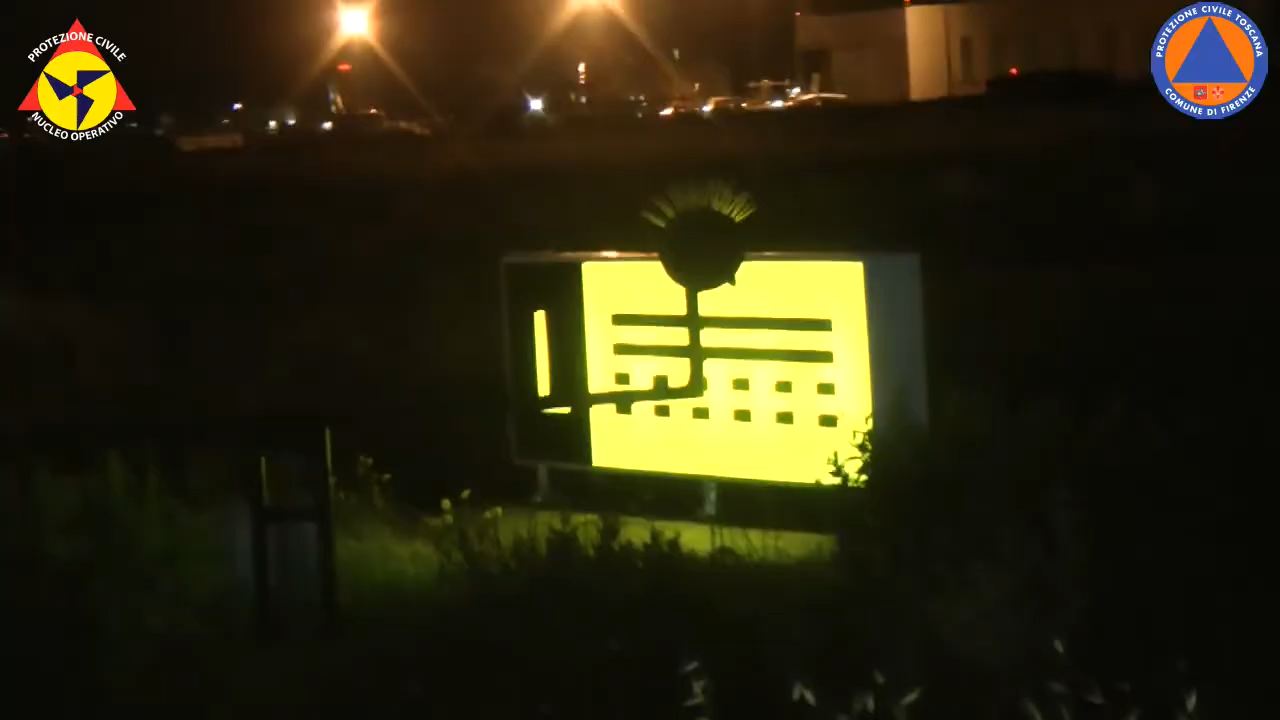 PROTEZIONE CIVILE
NUCLEO OPERATIVO
PROTEZIONE CIVILE TOSCANA
COMUNE DI FIRENZE